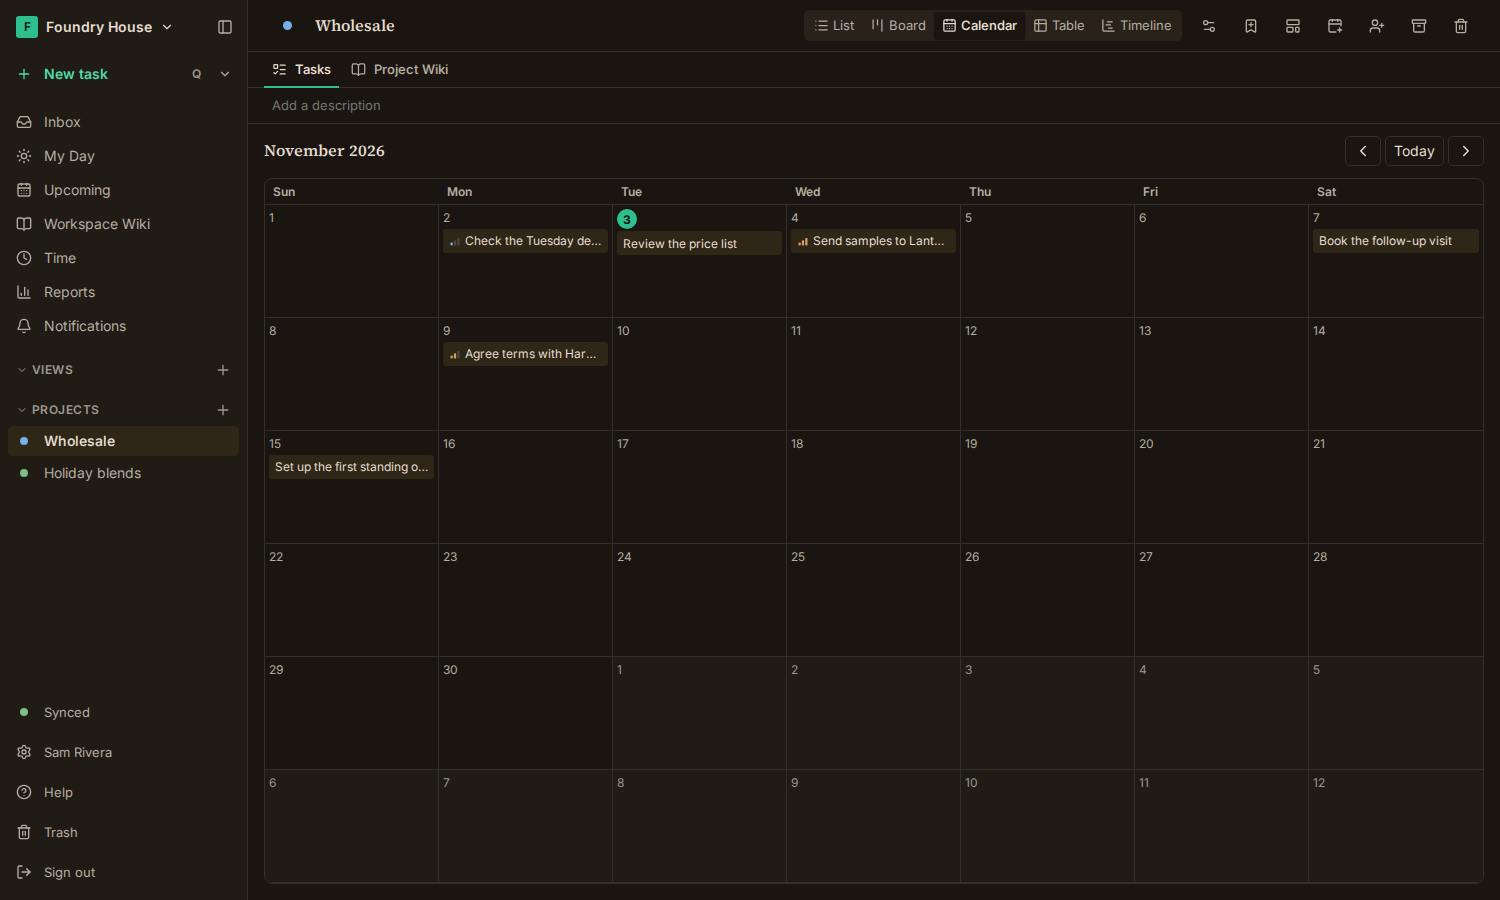 F Foundry House
New task Q
Inbox
My Day
Upcoming
Workspace Wiki
Time
Reports
Notifications
VIEWS
PROJECTS
Wholesale
Holiday blends
Synced
Sam Rivera
Help
Trash
Sign out
Wholesale
List Board Calendar Table Timeline
Tasks Project Wiki
Add a description
November 2026
Today
Sun Mon Tue Wed Thu Fri Sat
1 2 3 4 5 6 7
Check the Tuesday de...
Review the price list
Send samples to Lant...
Book the follow-up visit
8 9 10 11 12 13 14
Agree terms with Har...
15 16 17 18 19 20 21
Set up the first standing o...
22 23 24 25 26 27 28
29 30 1 2 3 4 5
6 7 8 9 10 11 12